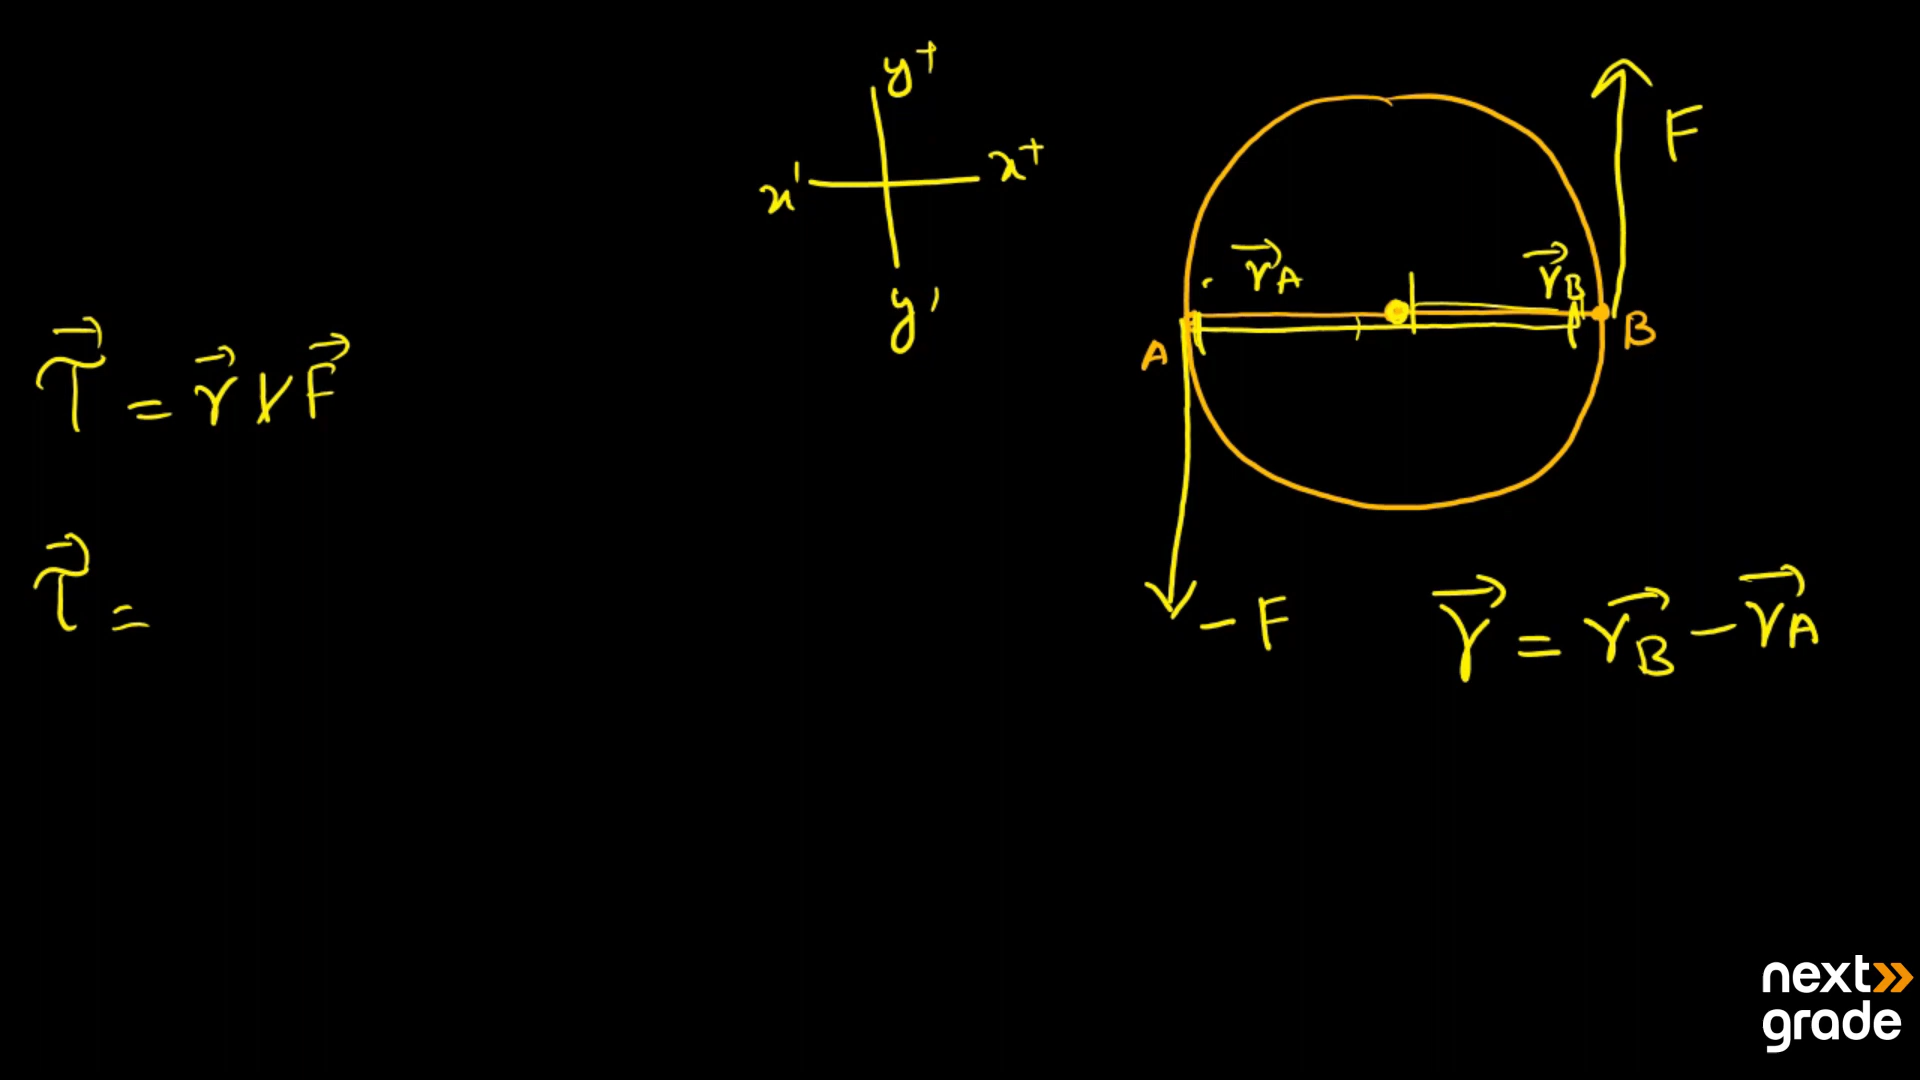 y⁺
x' x⁺
y'
F
r⃗A r⃗B
A B
τ⃗ = r⃗ × F⃗
τ⃗ =
-F
r⃗ = r⃗B - r⃗A
next
grade